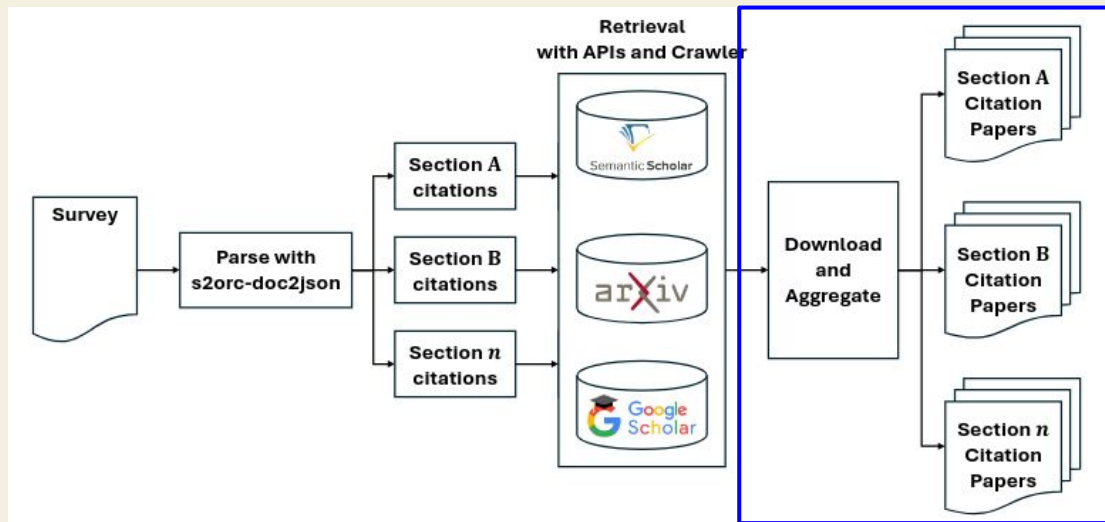 Survey
Parse with
s2orc-doc2json
Section A
citations
Section B
citations
Section n
citations
Retrieval
with APIs and Crawler
Semantic Scholar
arXiv
Google
Scholar
Download
and
Aggregate
Section A
Citation
Papers
Section B
Citation
Papers
Section n
Citation
Papers